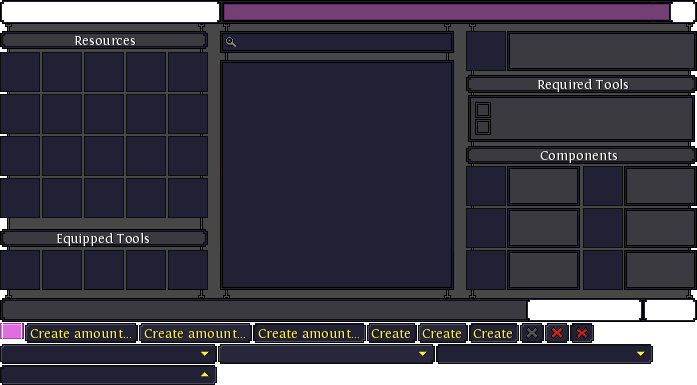 Resources
Required Tools
Components
Equipped Tools
Create amount... Create amount... Create amount... Create Create Create